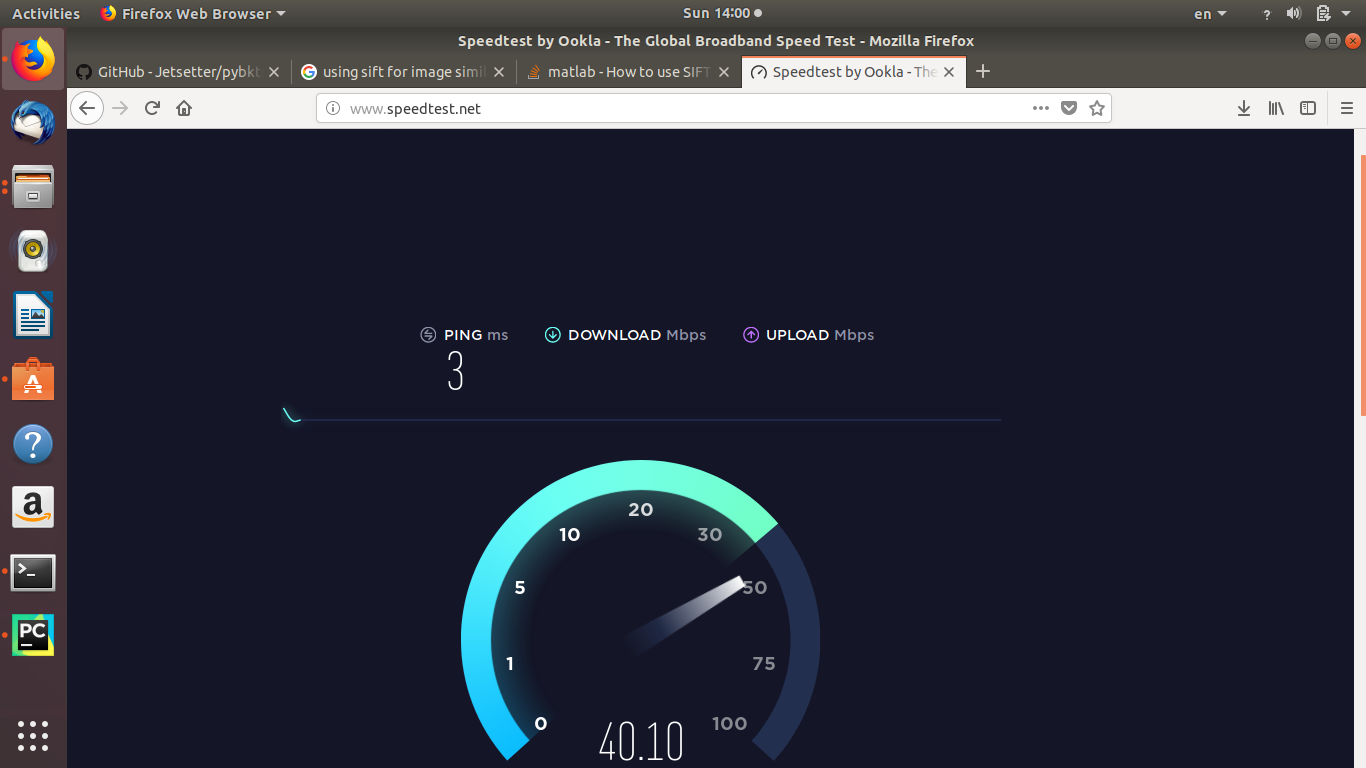 Activities Firefox Web Browser Sun 14:00 en ?
Speedtest by Ookla - The Global Broadband Speed Test - Mozilla Firefox
GitHub - Jetsetter/pybkt using sift for image simil matlab - How to use SIFT Speedtest by Ookla - The
www.speedtest.net
PING ms DOWNLOAD Mbps UPLOAD Mbps
3
20
10 30
5 50
1 75
0 100
40.10
A
?
a
>_
PC